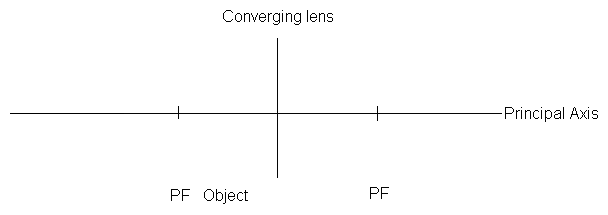 Converging lens
Principal Axis
PF Object
PF